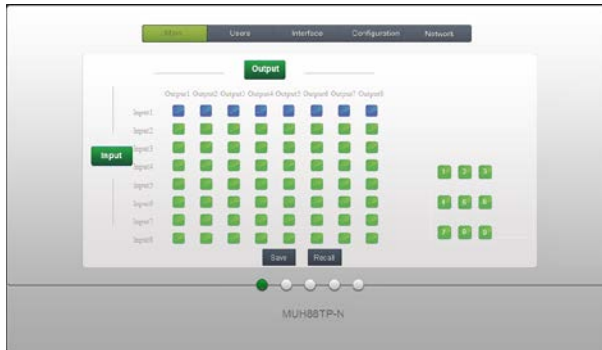 Main Users Interface Configuration Network
Output
Output1 Output2 Output3 Output4 Output5 Output6 Output7 Output8
Input1
Input2
Input3
Input
Input4
Input5
Input6
Input7
Input8
1 2 3
4 5 6
7 8 9
Save Recall
MUH88TP-N